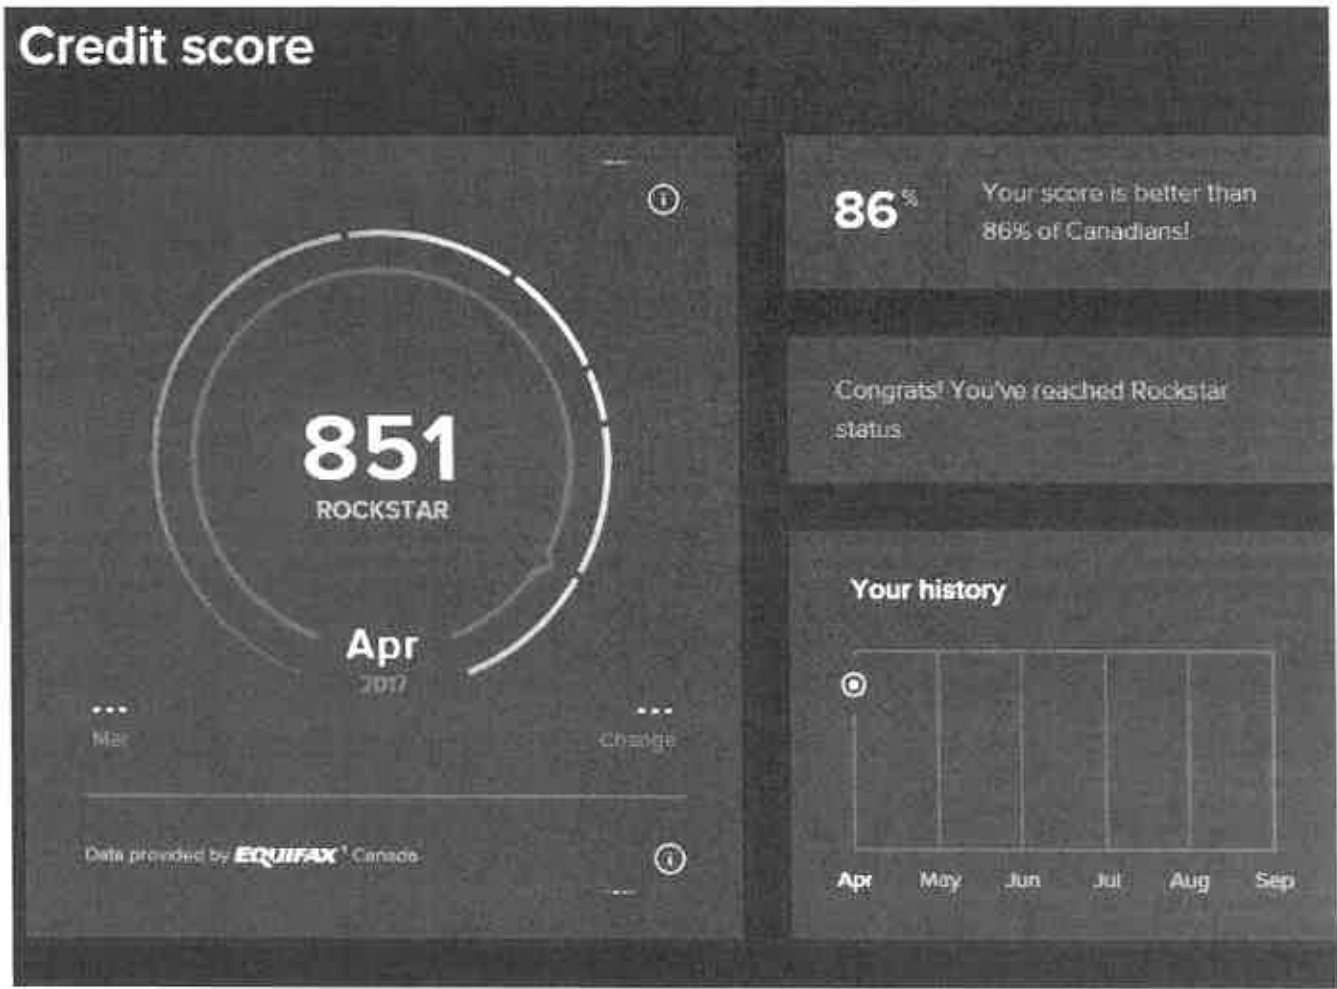 Credit score
851
ROCKSTAR
Apr
2017
Mar
Change
Data provided by EQUIFAX Canada
86%
Your score is better than
86% of Canadians!
Congrats! You've reached Rockstar
status
Your history
Apr May Jun Jul Aug Sep